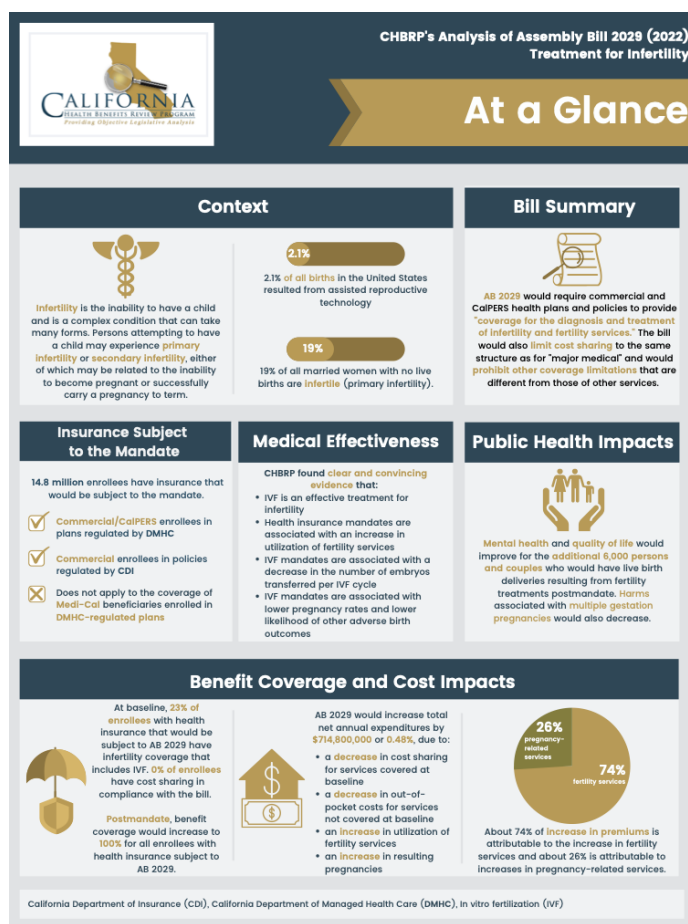 CHBRP's Analysis of Assembly Bill 2029 (2022)
Treatment for Infertility
CALIFORNIA
HEALTH BENEFITS REVIEW PROGRAM
Providing Objective Legislative Analysis
At a Glance
Context
Infertility is the inability to have a child
and is a complex condition that can take
many forms. Persons attempting to have
a child may experience primary
infertility or secondary infertility, either
of which may be related to the inability
to become pregnant or successfully
carry a pregnancy to term.
2.1%
2.1% of all births in the United States
resulted from assisted reproductive
technology
19%
19% of all married women with no live
births are infertile (primary infertility).
Bill Summary
AB 2029 would require commercial and
CalPERS health plans and policies to provide
"coverage for the diagnosis and treatment
of infertility and fertility services." The bill
would also limit cost sharing to the same
structure as for "major medical" and would
prohibit other coverage limitations that are
different from those of other services.
Insurance Subject
to the Mandate
14.8 million enrollees have insurance that
would be subject to the mandate.
Commercial/CalPERS enrollees in
plans regulated by DMHC
Commercial enrollees in policies
regulated by CDI
Does not apply to the coverage of
Medi-Cal beneficiaries enrolled in
DMHC-regulated plans
Medical Effectiveness
CHBRP found clear and convincing
evidence that:
• IVF is an effective treatment for
infertility
• Health insurance mandates are
associated with an increase in
utilization of fertility services
• IVF mandates are associated with a
decrease in the number of embryos
transferred per IVF cycle
• IVF mandates are associated with
lower pregnancy rates and lower
likelihood of other adverse birth
outcomes
Public Health Impacts
Mental health and quality of life would
improve for the additional 6,000 persons
and couples who would have live birth
deliveries resulting from fertility
treatments postmandate. Harms
associated with multiple gestation
pregnancies would also decrease.
Benefit Coverage and Cost Impacts
At baseline, 23% of
enrollees with health
insurance that would be
subject to AB 2029 have
infertility coverage that
includes IVF. 0% of enrollees
have cost sharing in
compliance with the bill.
Postmandate, benefit
coverage would increase to
100% for all enrollees with
health insurance subject to
AB 2029.
AB 2029 would increase total
net annual expenditures by
$714,800,000 or 0.48%, due to:
• a decrease in cost sharing
for services covered at
baseline
• a decrease in out-of-
pocket costs for services
not covered at baseline
• an increase in utilization of
fertility services
• an increase in resulting
pregnancies
26%
pregnancy-
related
services
74%
fertility services
About 74% of increase in premiums is
attributable to the increase in fertility
services and about 26% is attributable to
increases in pregnancy-related services.
California Department of Insurance (CDI), California Department of Managed Health Care (DMHC), In vitro fertilization (IVF)